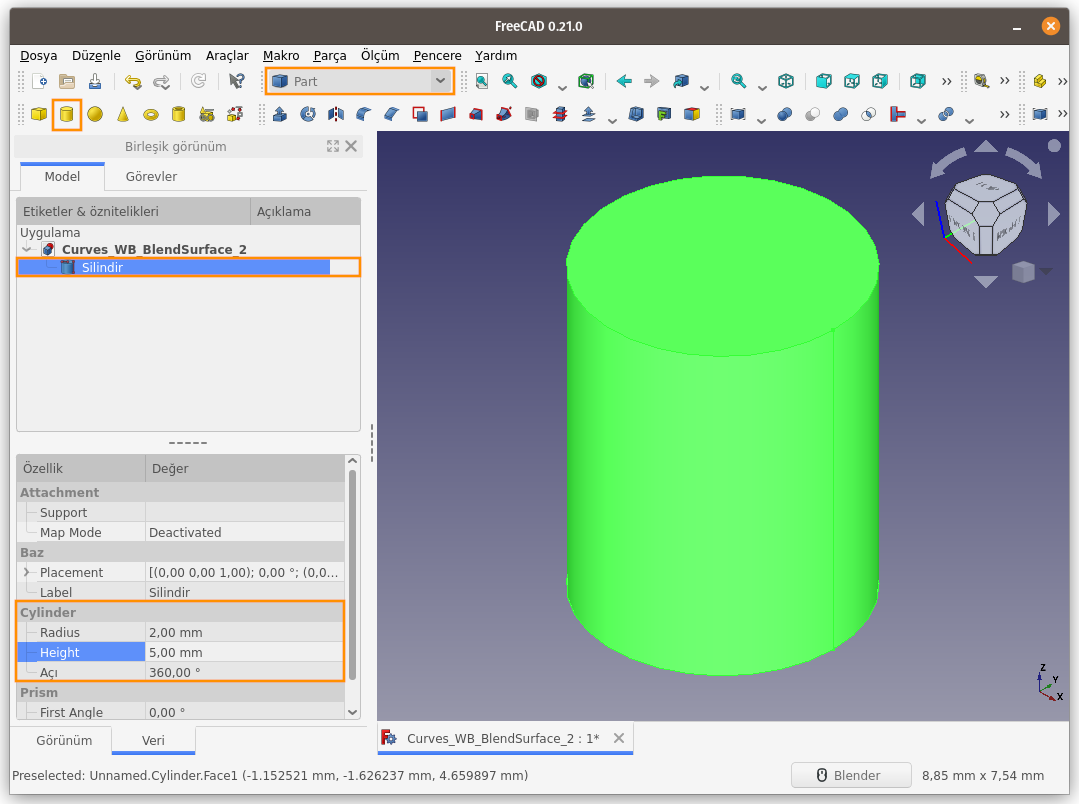 FreeCAD 0.21.0
Dosya Düzenle Görünüm Araçlar Makro Parça Ölçüm Pencere Yardım
Part
Birleşik görünüm
Model Görevler
Etiketler & öznitelikleri Açıklama
Uygulama
Curves_WB_BlendSurface_2
Silindir
Özellik Değer
Attachment
Support
Map Mode Deactivated
Baz
Placement [(0,00 0,00 1,00); 0,00 °; (0,0...
Label Silindir
Cylinder
Radius 2,00 mm
Height 5,00 mm
Açı 360,00 °
Prism
First Angle 0,00 °
Z
Y
X
Görünüm Veri
Curves_WB_BlendSurface_2 : 1*
Preselected: Unnamed.Cylinder.Face1 (-1.152521 mm, -1.626237 mm, 4.659897 mm)
Blender
8,85 mm x 7,54 mm